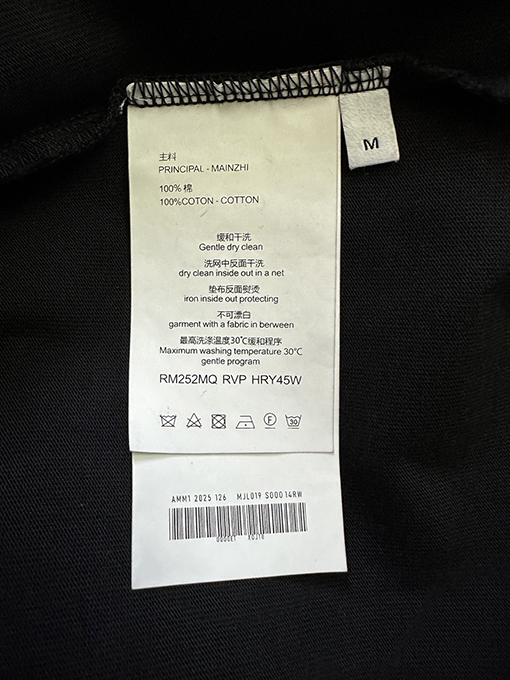 M
主料
PRINCIPAL - MAINZHI
100% 棉
100%COTON - COTTON
缓和干洗
Gentle dry clean
洗网中反面干洗
dry clean inside out in a net
垫布反面熨烫
iron inside out protecting
不可漂白
garment with a fabric in berween
最高洗涤温度30℃缓和程序
Maximum washing temperature 30℃
gentle program
RM252MQ RVP HRY45W
F 30
AMM1 2025 126 MJL019 S00014RW